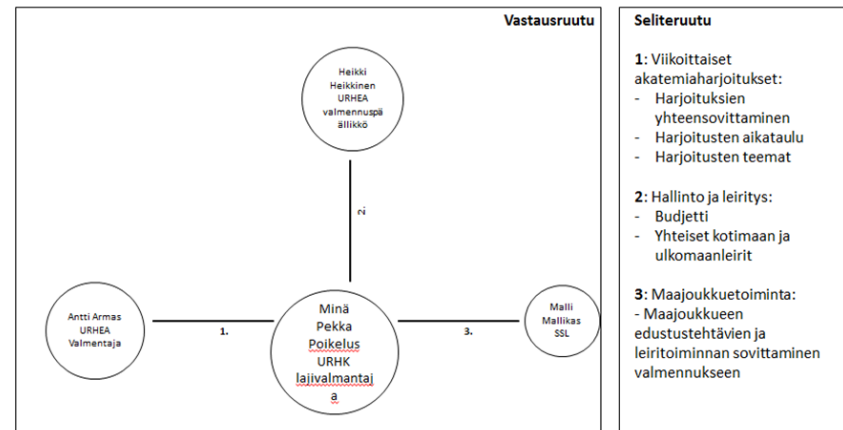 Vastausruutu
Heikki
Heikkinen
URHEA
valmennuspä
ällikkö
2.
Antti Armas
URHEA
Valmentaja
1.
Minä
Pekka
Poikelus
URHK
lajivalmantaj
a
3.
Malli
Mallikas
SSL
Seliteruutu
1: Viikoittaiset
akatemiaharjoitukset:
- Harjoituksien
yhteensovittaminen
- Harjoitusten aikataulu
- Harjoitusten teemat
2: Hallinto ja leiritys:
- Budjetti
- Yhteiset kotimaan ja
ulkomaanleirit
3: Maajoukkuetoiminta:
- Maajoukkueen
edustustehtävien ja
leiritoiminnan sovittaminen
valmennukseen